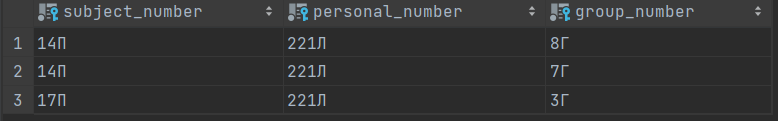 subject_number personal_number group_number
1 14П 221Л 8Г
2 14П 221Л 7Г
3 17П 221Л 3Г